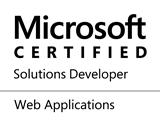 Microsoft
CERTIFIED
Solutions Developer
Web Applications